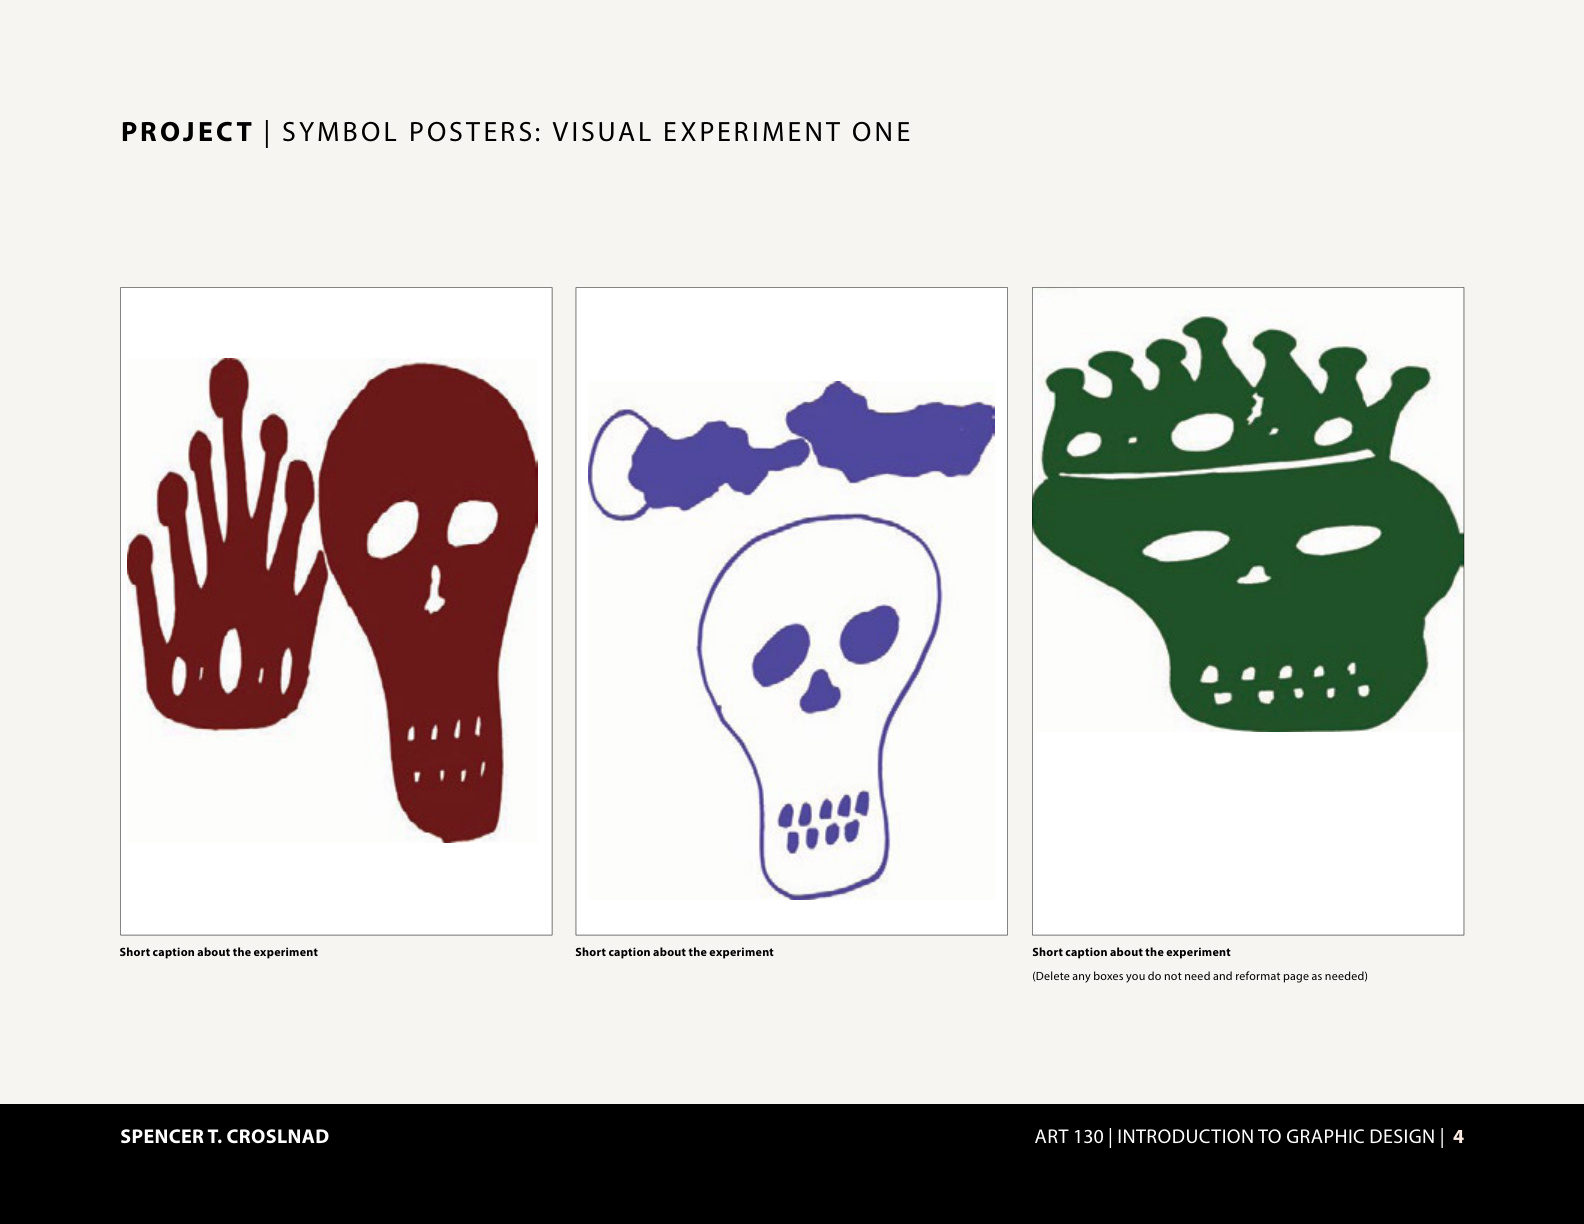 PROJECT | SYMBOL POSTERS: VISUAL EXPERIMENT ONE
Short caption about the experiment
Short caption about the experiment
Short caption about the experiment
(Delete any boxes you do not need and reformat page as needed)
SPENCER T. CROSLNAD
ART 130 | INTRODUCTION TO GRAPHIC DESIGN | 4